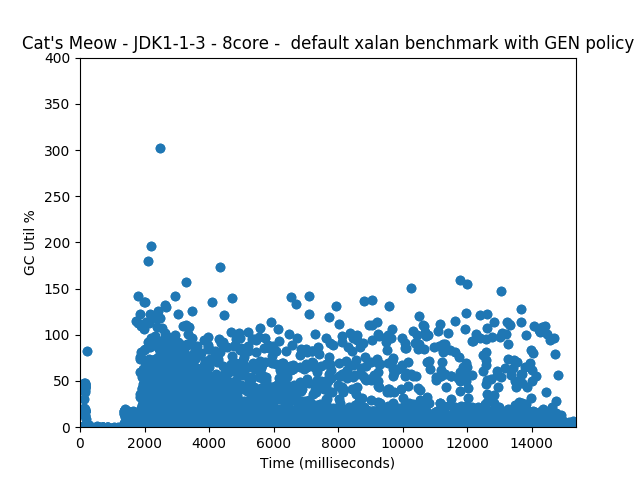 Cat's Meow - JDK1-1-3 - 8core -  default xalan benchmark with GEN policy
400
350
300
250
200
150
100
50
0
GC Util %
0 2000 4000 6000 8000 10000 12000 14000
Time (milliseconds)